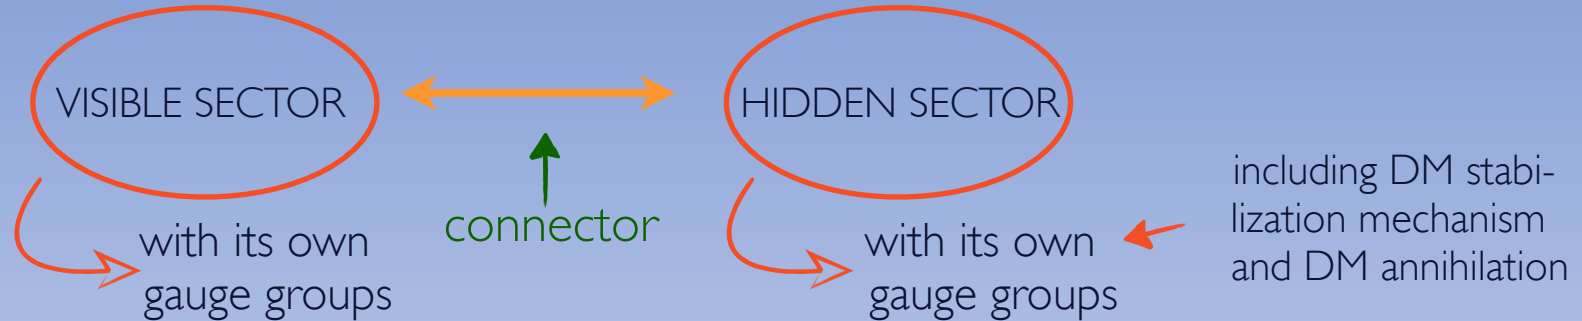 VISIBLE SECTOR
HIDDEN SECTOR
connector
with its own
gauge groups
with its own
gauge groups
including DM stabi-
lization mechanism
and DM annihilation